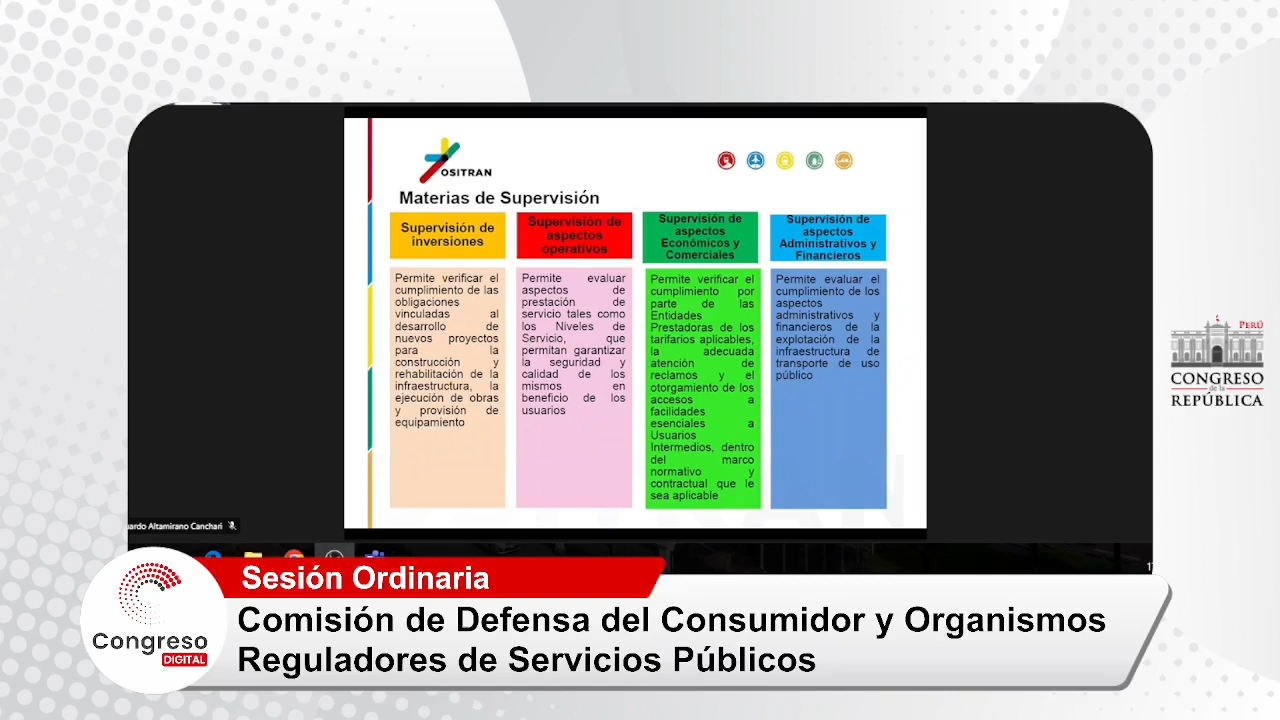 OSITRAN
Materias de Supervisión
Supervisión de
inversiones
Permite verificar el
cumplimiento de las
obligaciones
vinculadas al
desarrollo de
nuevos proyectos
para la
construcción y
rehabilitación de la
infraestructura, la
ejecución de obras
y provisión de
equipamiento
Supervisión de
aspectos
operativos
Permite evaluar
aspectos de
prestación de
servicio tales como
los Niveles de
Servicio, que
permitan garantizar
la seguridad y
calidad de los
mismos en
beneficio de los
usuarios
Supervisión de
aspectos
Económicos y
Comerciales
Permite verificar el
cumplimiento por
parte de las
Entidades
Prestadoras de los
tarifarios aplicables,
la adecuada
atención de
reclamos y el
otorgamiento de los
accesos a
facilidades
esenciales a
Usuarios
Intermedios, dentro
del marco
normativo y
contractual que le
sea aplicable
Supervisión de
aspectos
Administrativos y
Financieros
Permite evaluar el
cumplimiento de los
aspectos
administrativos y
financieros de la
explotación de la
infraestructura de
transporte de uso
público
PERÚ
CONGRESO
de la
REPÚBLICA
uardo Altamirano Canchari
Sesión Ordinaria
Comisión de Defensa del Consumidor y Organismos
Reguladores de Servicios Públicos
Congreso
DIGITAL